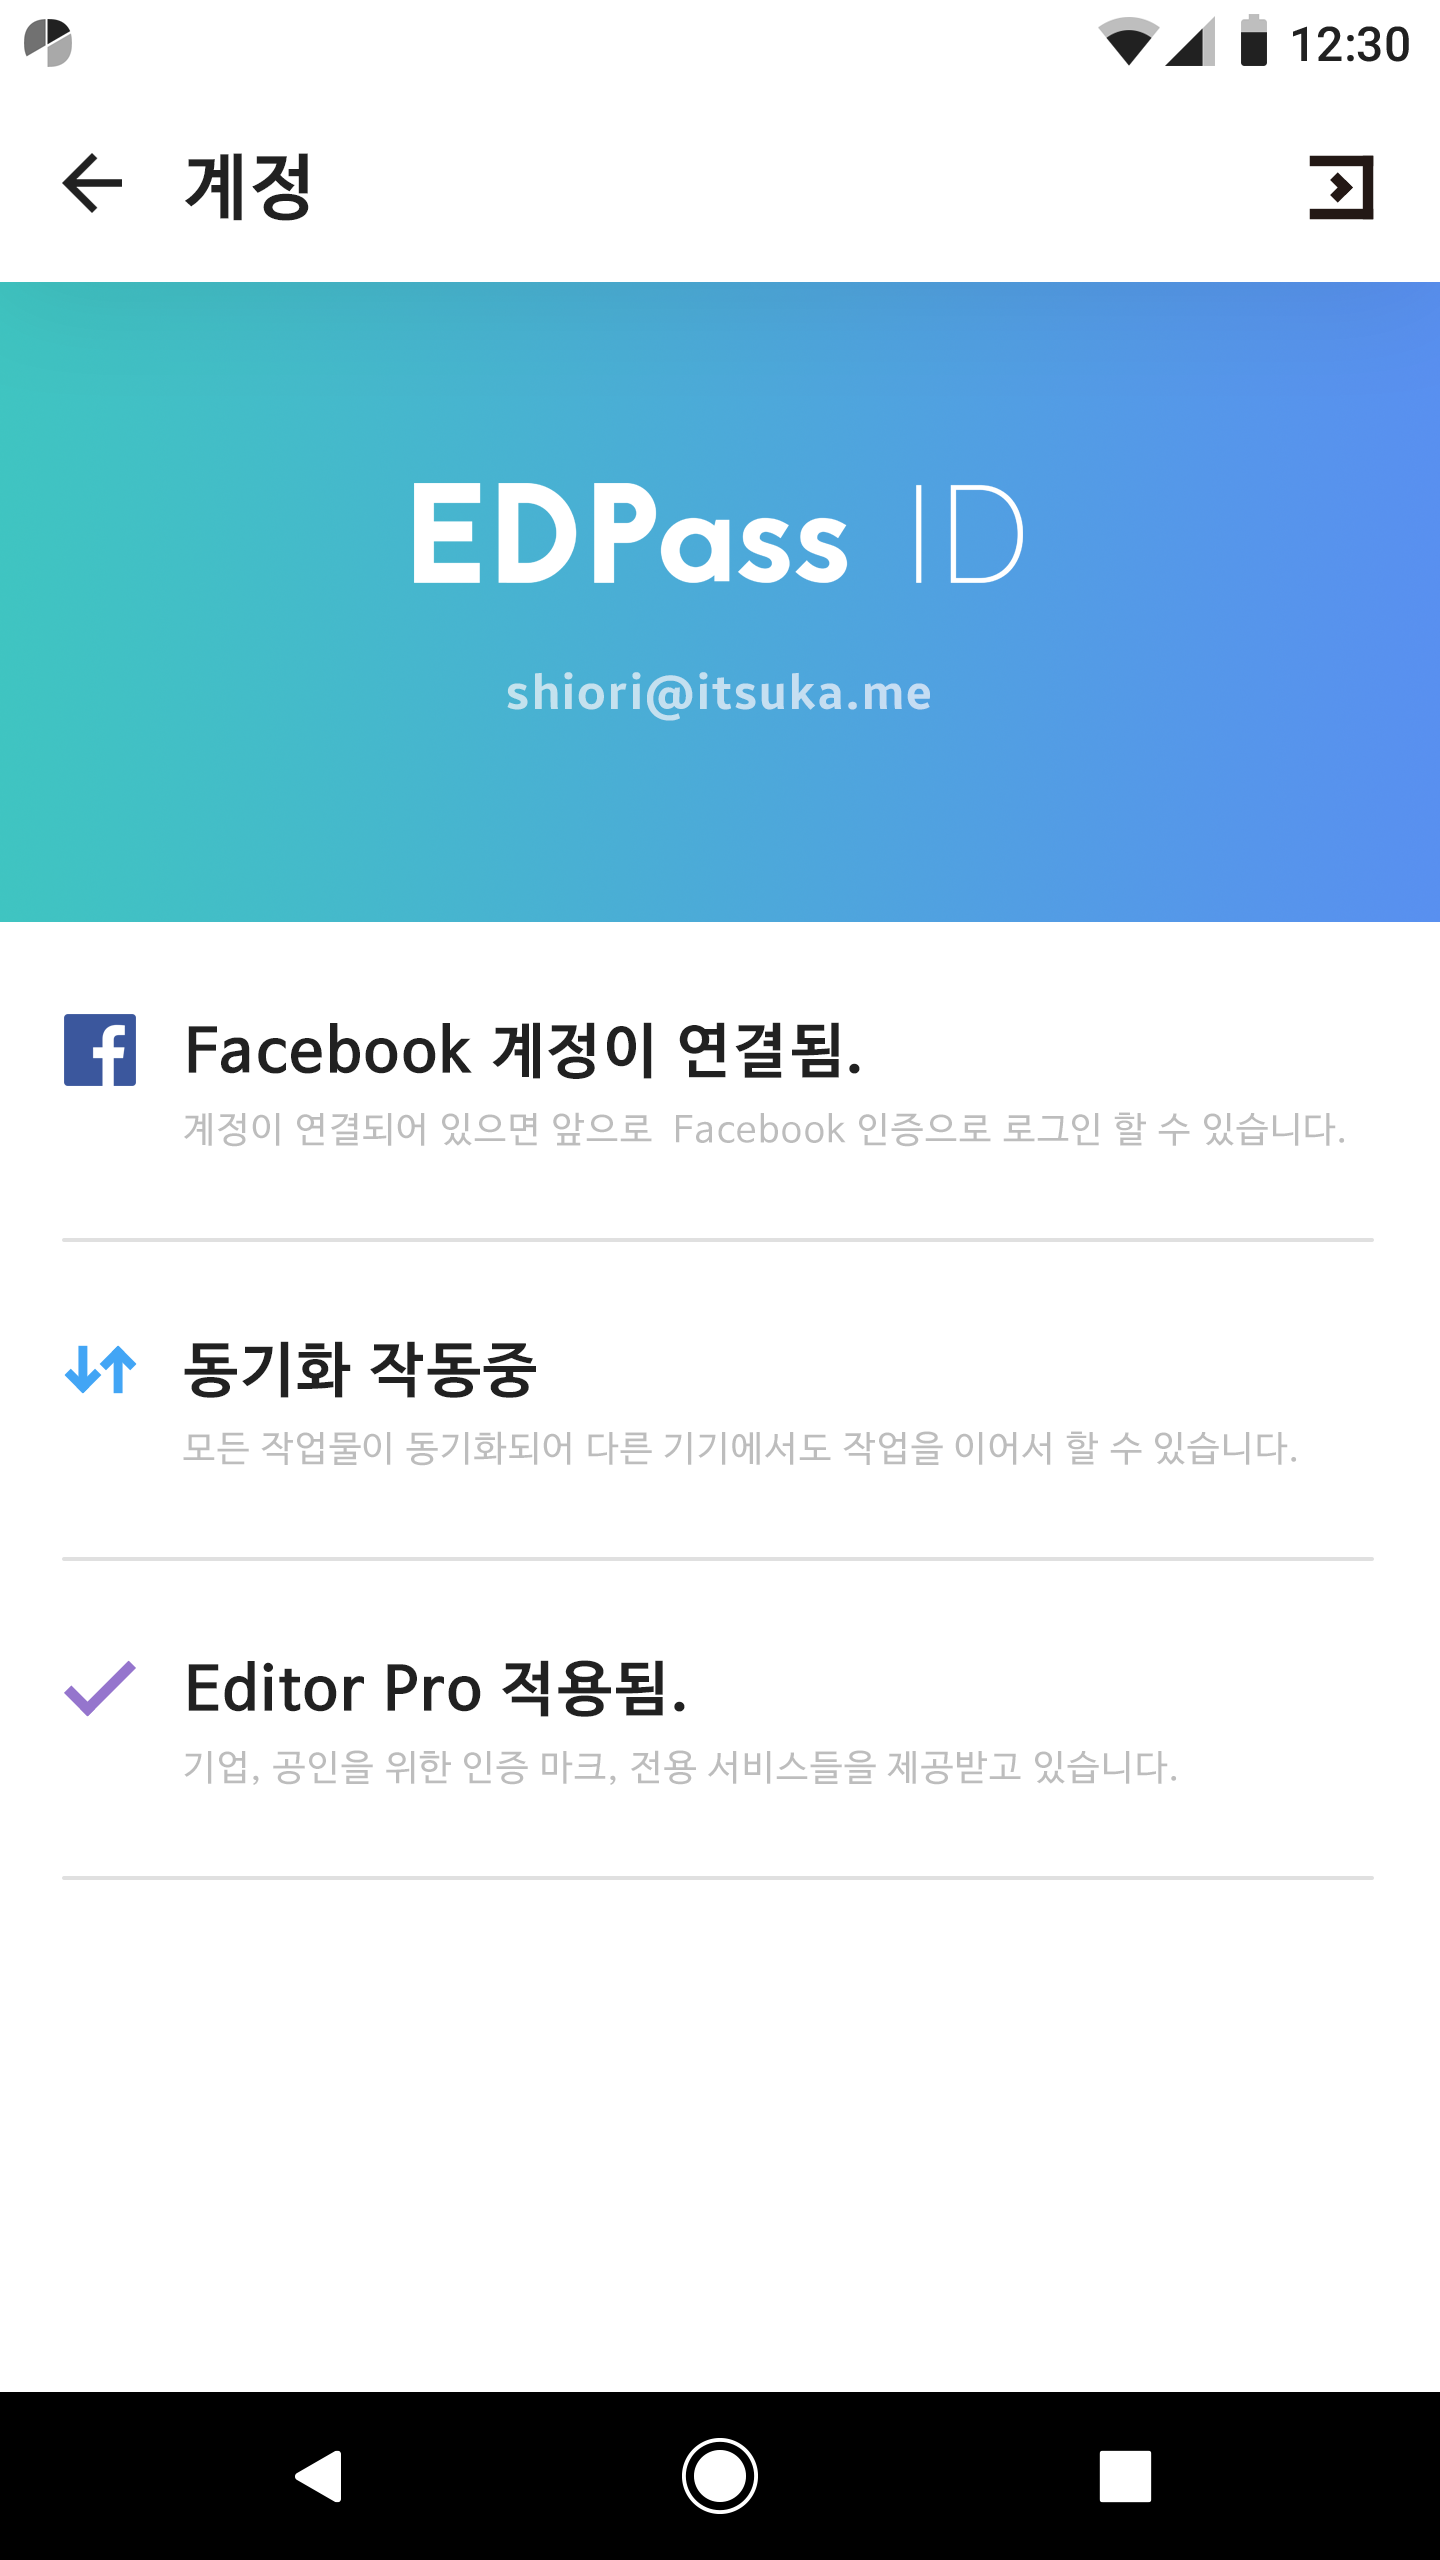 12:30
계정
EDPass ID
shiori@itsuka.me
Facebook 계정이 연결됨.
계정이 연결되어 있으면 앞으로 Facebook 인증으로 로그인 할 수 있습니다.
동기화 작동중
모든 작업물이 동기화되어 다른 기기에서도 작업을 이어서 할 수 있습니다.
Editor Pro 적용됨.
기업, 공인을 위한 인증 마크, 전용 서비스들을 제공받고 있습니다.